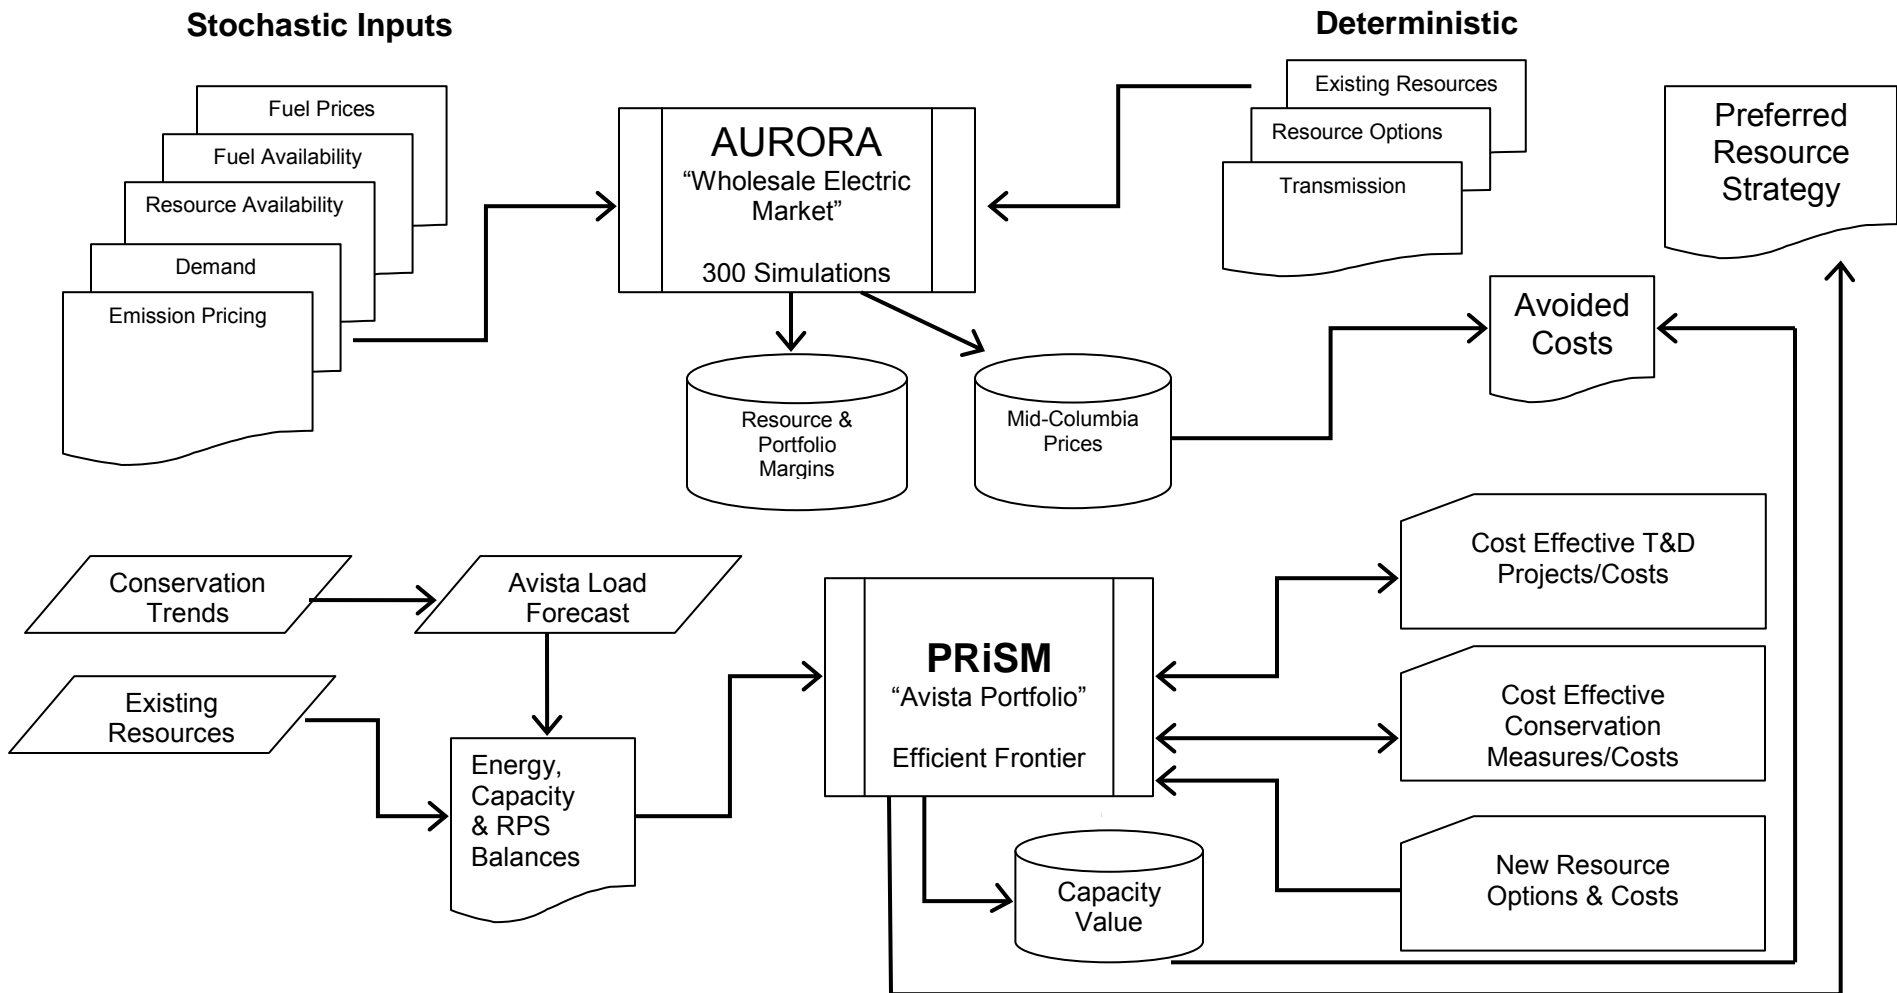 Stochastic Inputs
Deterministic
Fuel Prices
Fuel Availability
Resource Availability
Demand
Emission Pricing
AURORA
“Wholesale Electric
Market”
300 Simulations
Existing Resources
Resource Options
Transmission
Preferred
Resource
Strategy
Avoided
Costs
Resource &
Portfolio
Margins
Mid-Columbia
Prices
Conservation
Trends
Avista Load
Forecast
Existing
Resources
Energy,
Capacity
& RPS
Balances
PRiSM
“Avista Portfolio”
Efficient Frontier
Capacity
Value
Cost Effective T&D
Projects/Costs
Cost Effective
Conservation
Measures/Costs
New Resource
Options & Costs